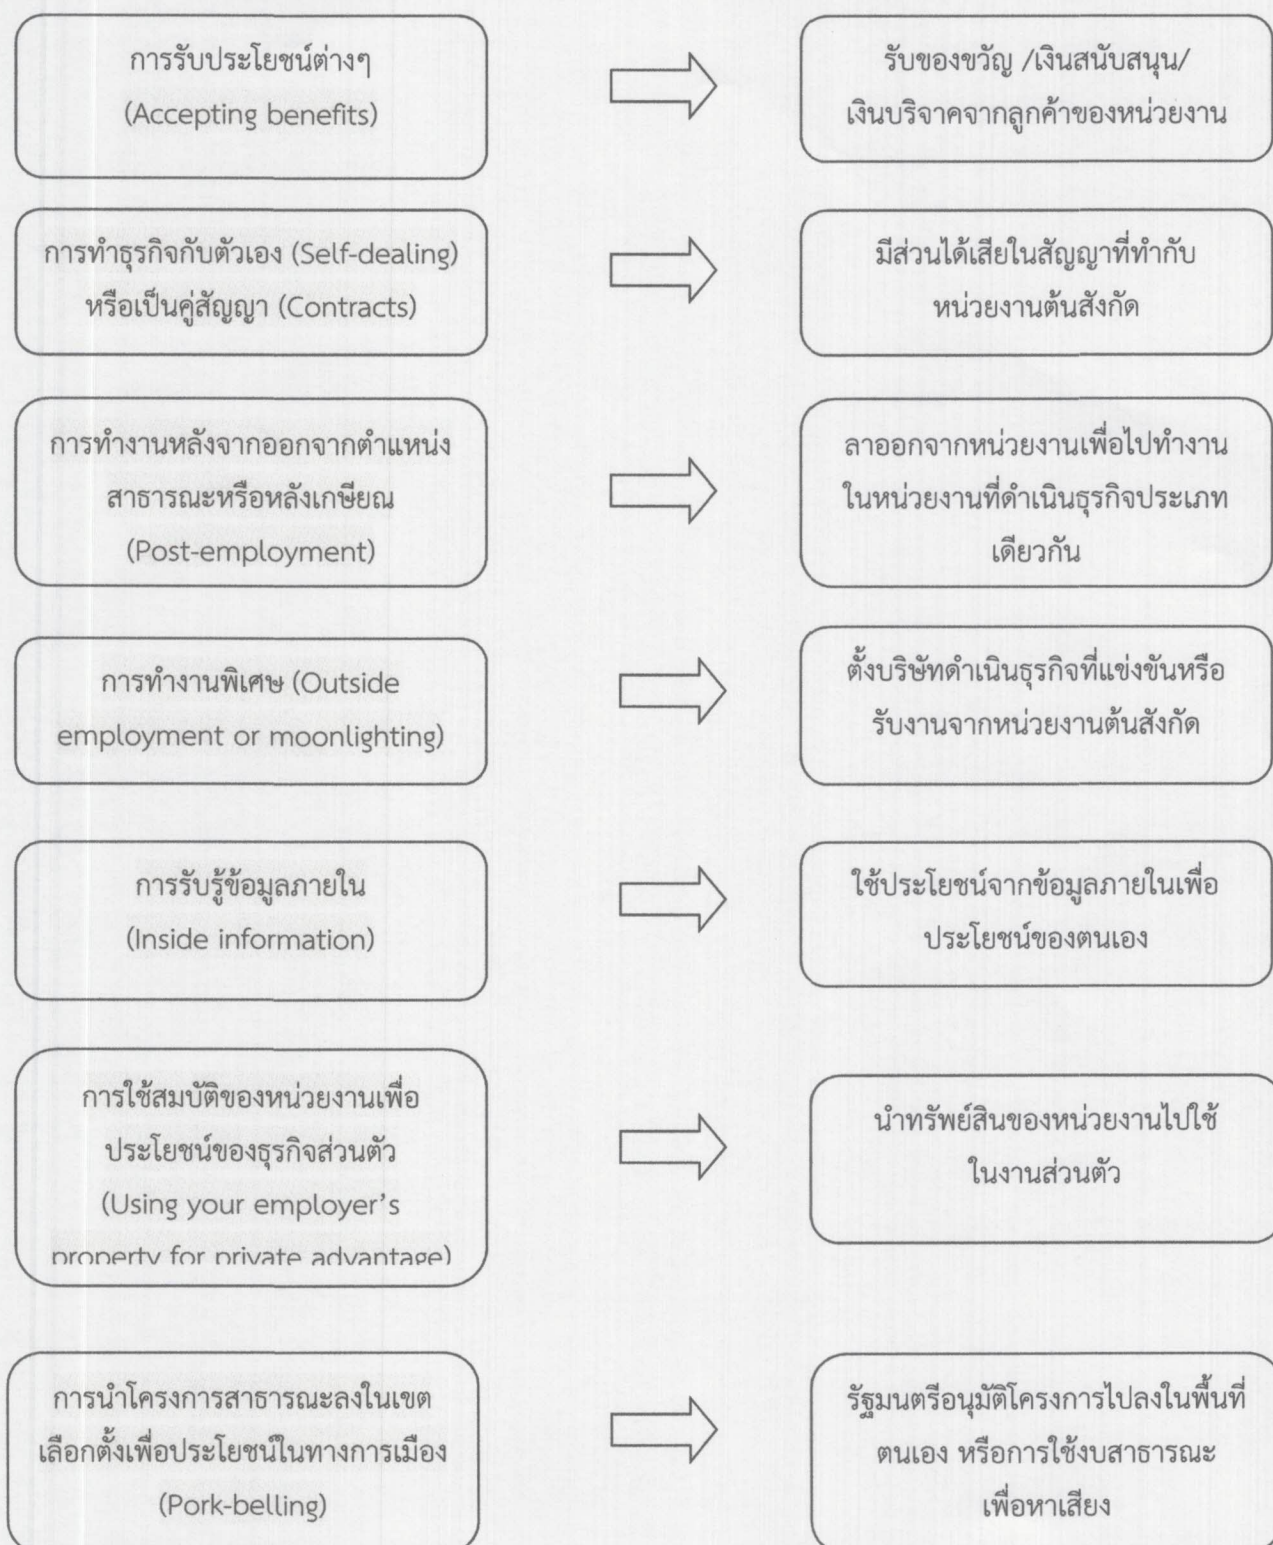 การรับประโยชน์ต่างๆ
(Accepting benefits)
รับของขวัญ /เงินสนับสนุน/
เงินบริจาคจากลูกค้าของหน่วยงาน
การทำธุรกิจกับตัวเอง (Self-dealing)
หรือเป็นคู่สัญญา (Contracts)
มีส่วนได้เสียในสัญญาที่ทำกับ
หน่วยงานต้นสังกัด
การทำงานหลังจากออกจากตำแหน่ง
สาธารณะหรือหลังเกษียณ
(Post-employment)
ลาออกจากหน่วยงานเพื่อไปทำงาน
ในหน่วยงานที่ดำเนินธุรกิจประเภท
เดียวกัน
การทำงานพิเศษ (Outside
employment or moonlighting)
ตั้งบริษัทดำเนินธุรกิจที่แข่งขันหรือ
รับงานจากหน่วยงานต้นสังกัด
การรับรู้ข้อมูลภายใน
(Inside information)
ใช้ประโยชน์จากข้อมูลภายในเพื่อ
ประโยชน์ของตนเอง
การใช้สมบัติของหน่วยงานเพื่อ
ประโยชน์ของธุรกิจส่วนตัว
(Using your employer's
property for private advantage)
นำทรัพย์สินของหน่วยงานไปใช้
ในงานส่วนตัว
การนำโครงการสาธารณะลงในเขต
เลือกตั้งเพื่อประโยชน์ในทางการเมือง
(Pork-belling)
รัฐมนตรีอนุมัติโครงการไปลงในพื้นที่
ตนเอง หรือการใช้งบสาธารณะ
เพื่อหาเสียง